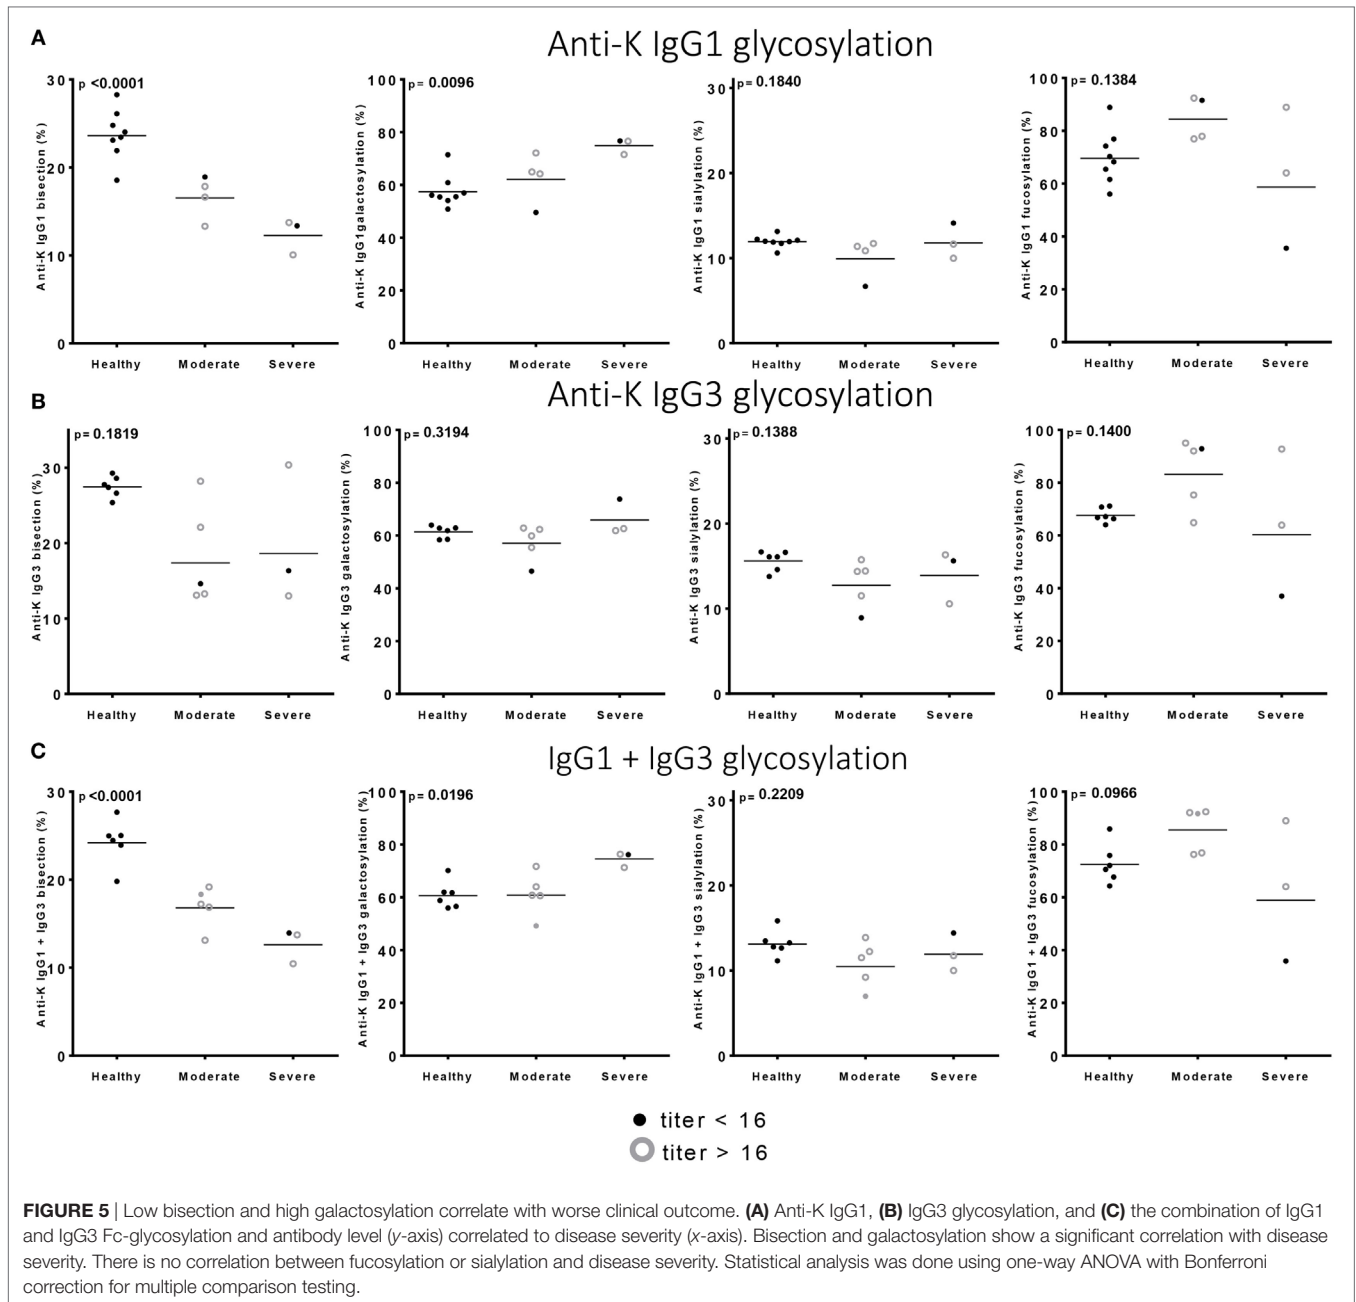 A
Anti-K IgG1 glycosylation
Anti-K IgG1 bisection (%)
p <0.0001
30
20
10
0
Healthy Moderate Severe
Anti-K IgG1galactosylation (%)
p= 0.0096
100
80
60
40
20
0
Healthy Moderate Severe
Anti-K IgG1 sialylation (%)
p= 0.1840
30
20
10
0
Healthy Moderate Severe
Anti-K IgG1 fucosylation (%)
p= 0.1384
100
80
60
40
20
0
Healthy Moderate Severe
B
Anti-K IgG3 glycosylation
Anti-K IgG3 bisection (%)
p= 0.1819
30
20
10
0
Healthy Moderate Severe
Anti-K IgG3 galactosylation (%)
p= 0.3194
100
80
60
40
20
0
Healthy Moderate Severe
Anti-K IgG3 sialylation (%)
p= 0.1388
30
20
10
0
Healthy Moderate Severe
Anti-K IgG3 fucosylation (%)
p= 0.1400
100
80
60
40
20
0
Healthy Moderate Severe
C
IgG1 + IgG3 glycosylation
Anti-K IgG1 + IgG3 bisection (%)
p <0.0001
30
20
10
0
Healthy Moderate Severe
Anti-K IgG1 + IgG3 galactosylation (%)
p= 0.0196
100
80
60
40
20
0
Healthy Moderate Severe
Anti-K IgG1 + IgG3 sialylation (%)
p= 0.2209
30
20
10
0
Healthy Moderate Severe
Anti-K IgG1 + IgG3 fucosylation (%)
p= 0.0966
100
80
60
40
20
0
Healthy Moderate Severe
titer < 16
titer > 16
FIGURE 5 | Low bisection and high galactosylation correlate with worse clinical outcome. (A) Anti-K IgG1, (B) IgG3 glycosylation, and (C) the combination of IgG1
and IgG3 Fc-glycosylation and antibody level (y-axis) correlated to disease severity (x-axis). Bisection and galactosylation show a significant correlation with disease
severity. There is no correlation between fucosylation or sialylation and disease severity. Statistical analysis was done using one-way ANOVA with Bonferroni
correction for multiple comparison testing.